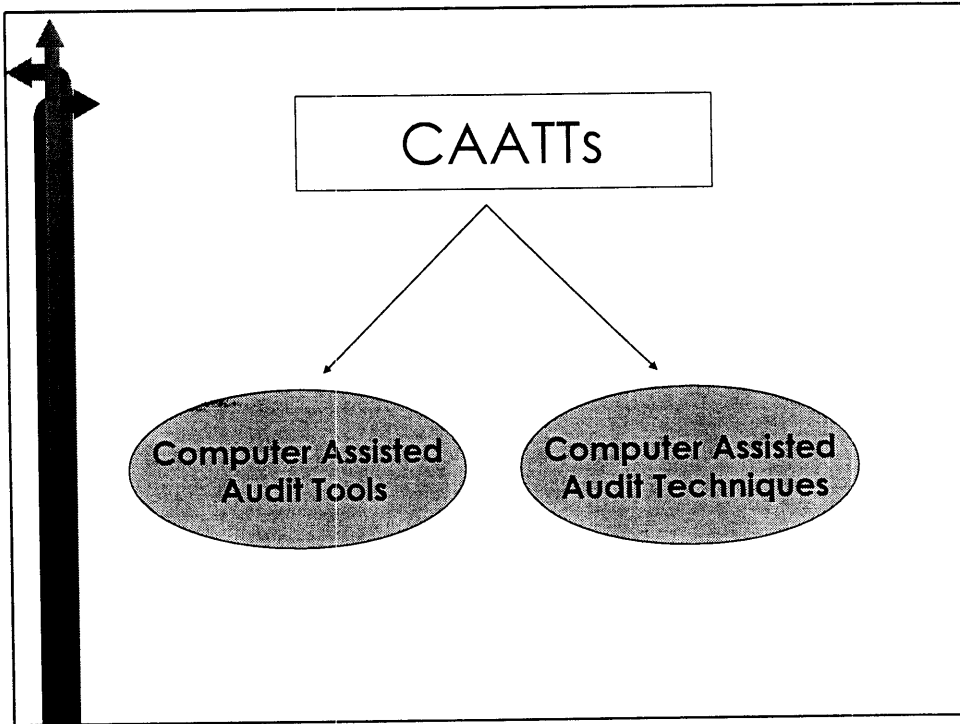 CAATTs
Computer Assisted
Audit Tools
Computer Assisted
Audit Techniques